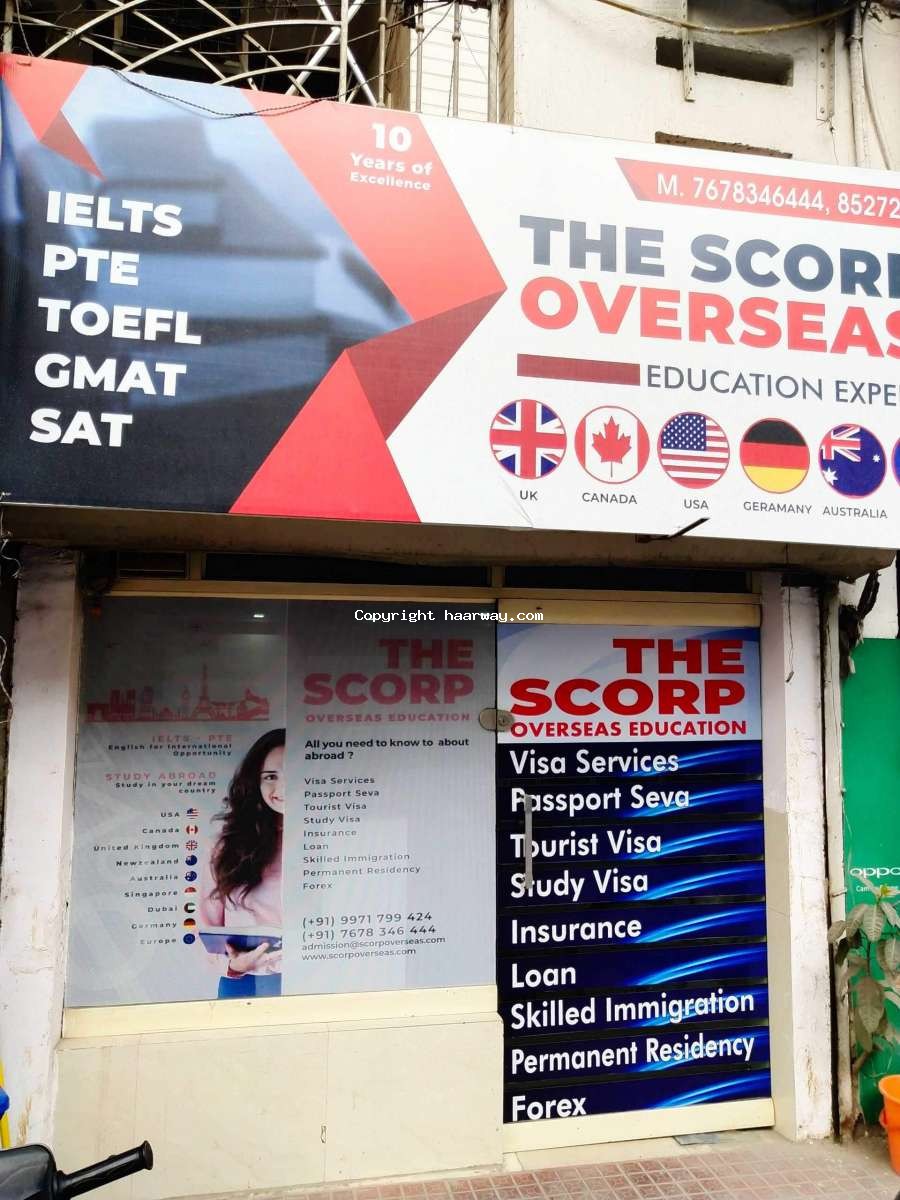 10
Years of
Excellence
IELTS
PTE
TOEFL
GMAT
SAT
M. 7678346444, 85272
THE SCORP
OVERSEAS
EDUCATION EXPE
UK
CANADA
USA
GERAMANY
AUSTRALIA
Copyright haarway.com
IELTS - PTE
English for International
Opportunity
STUDY ABROAD
Study in your dream
country
USA
Canada
United Kingdom
Newzealand
Australia
Singapore
Dubai
Germany
Europe
THE
SCORP
OVERSEAS EDUCATION
All you need to know to about
abroad ?
Visa Services
Passport Seva
Tourist Visa
Study Visa
Insurance
Loan
Skilled Immigration
Permanent Residency
Forex
(+91) 9971 799 424
(+91) 7678 346 444
admission@scorpoverseas.com
www.scorpoverseas.com
THE
SCORP
OVERSEAS EDUCATION
Visa Services
Passport Seva
Tourist Visa
Study Visa
Insurance
Loan
Skilled Immigration
Permanent Residency
Forex
oppo
Cam